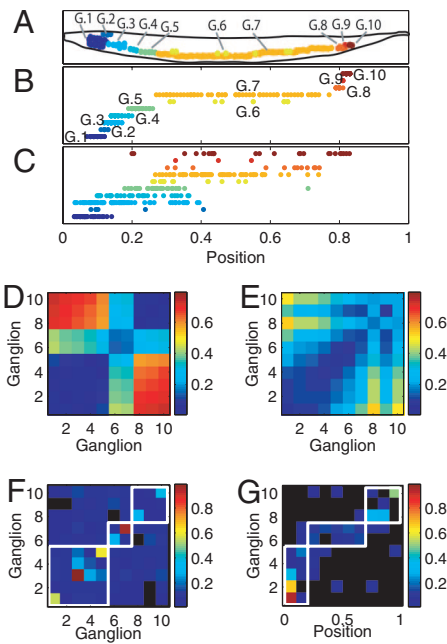 A
G.1 G.2 G.3 G.4 G.5 G.6 G.7 G.8 G.9 G.10
B
G.10
G.9
G.7
G.8
G.5
G.6
G.3 G.4
G.1 G.2
C
0 0.2 0.4 0.6 0.8 1
Position
D
10
8
6
4
2
Ganglion
2 4 6 8 10
Ganglion
0.6
0.4
0.2
E
10
8
6
4
2
Ganglion
2 4 6 8 10
Ganglion
0.6
0.4
0.2
F
10
8
6
4
2
Ganglion
2 4 6 8 10
Ganglion
0.8
0.6
0.4
0.2
G
10
8
6
4
2
0 0.5 1
Position
0.8
0.6
0.4
0.2